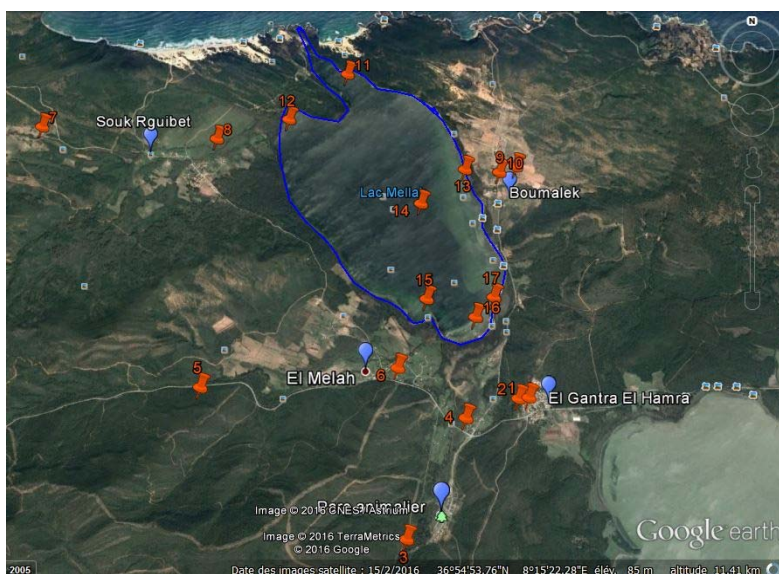 N
11
12
7
Souk Rguibet
8
9
10
13
Boumalek
Lac Mella
14
15
17
16
5
El Melah
6
21
El Gantra El Hamra
4
Parc animalier
Image © 2016 CNES / Astrium
Image © 2016 TerraMetrics
© 2016 Google
3
Google earth
2005
Date des images satellite : 15/2/2016 36°54'53.76"N 8°15'22.28"E élév. 85 m altitude 11.41 km